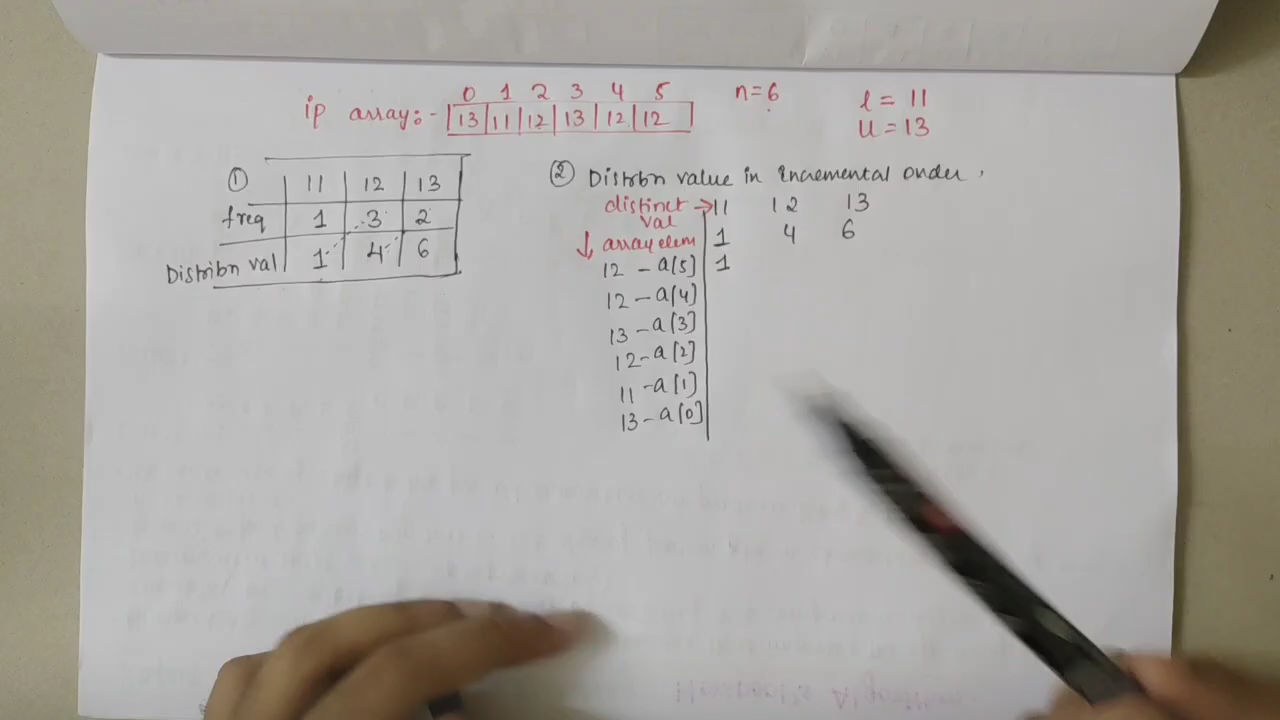 0 1 2 3 4 5
ip array:- 13 11 12 13 12 12 n=6 l = 11
u = 13
① 11 12 13
freq 1 3 2
Distribn val 1 4 6
② Distrbn value in incremental order.
distinct val → 11 12 13
↓ array elem 1 4 6
12 - a[5] 1
12 - a[4]
13 - a[3]
12 - a[2]
11 - a[1]
13 - a[0]